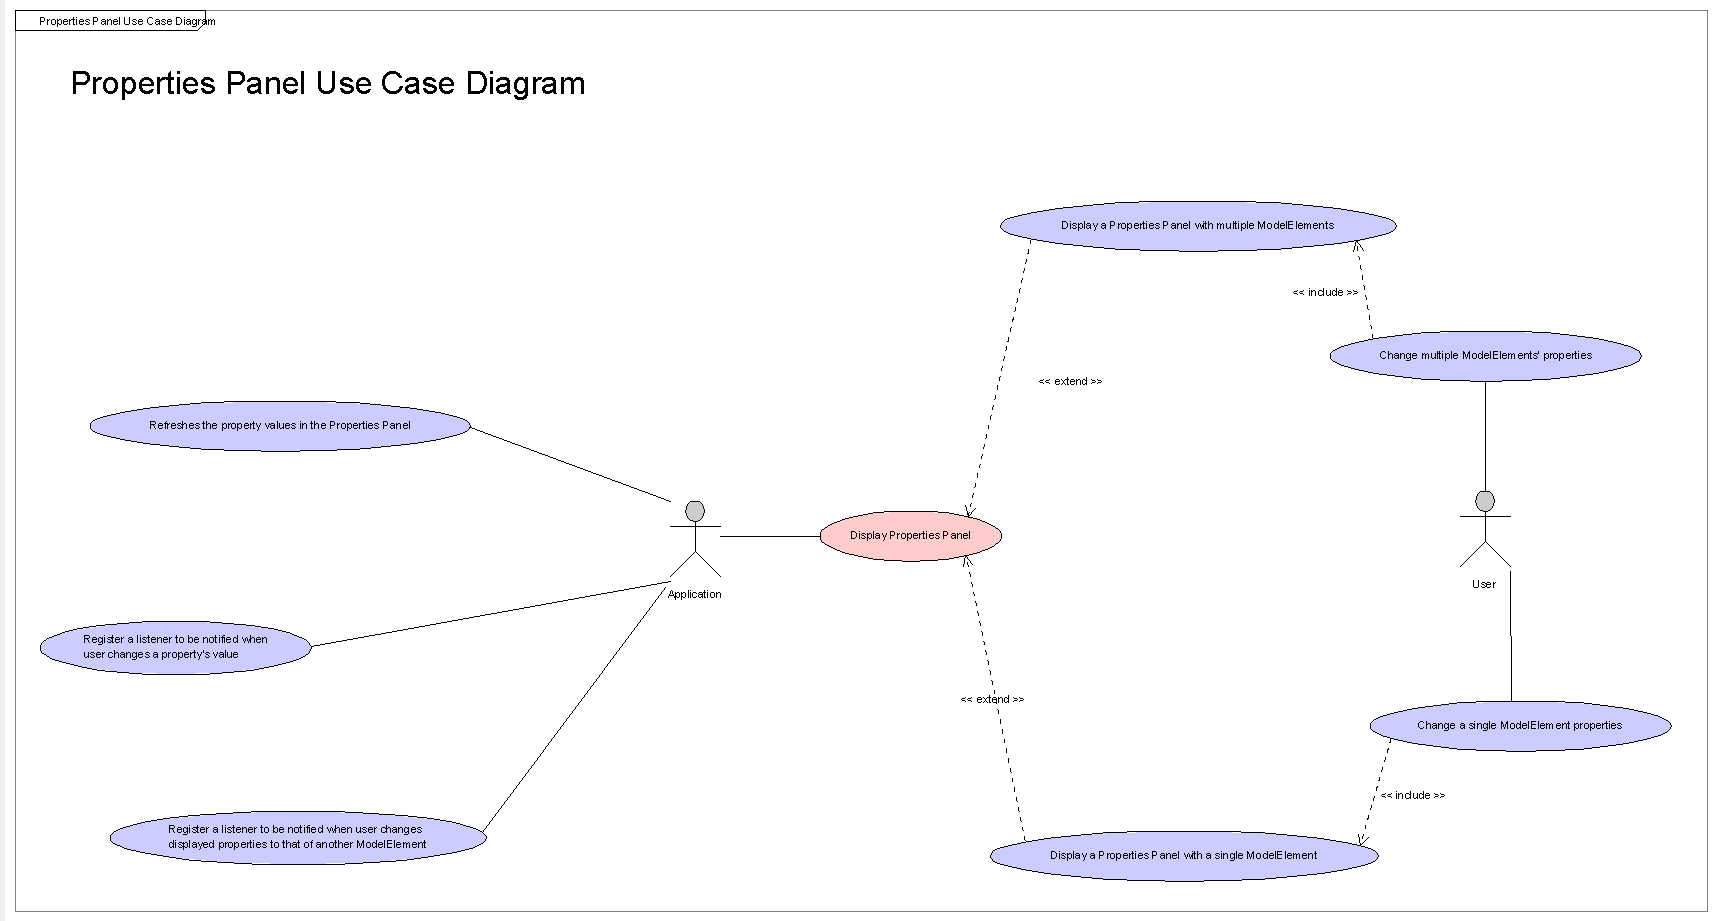 Properties Panel Use Case Diagram
Properties Panel Use Case Diagram
Display a Properties Panel with multiple ModelElements
<< include >>
Change multiple ModelElements' properties
<< extend >>
Refreshes the property values in the Properties Panel
Display Properties Panel
User
Application
Register a listener to be notified when
user changes a property's value
<< extend >>
Change a single ModelElement properties
<< include >>
Register a listener to be notified when user changes
displayed properties to that of another ModelElement
Display a Properties Panel with a single ModelElement